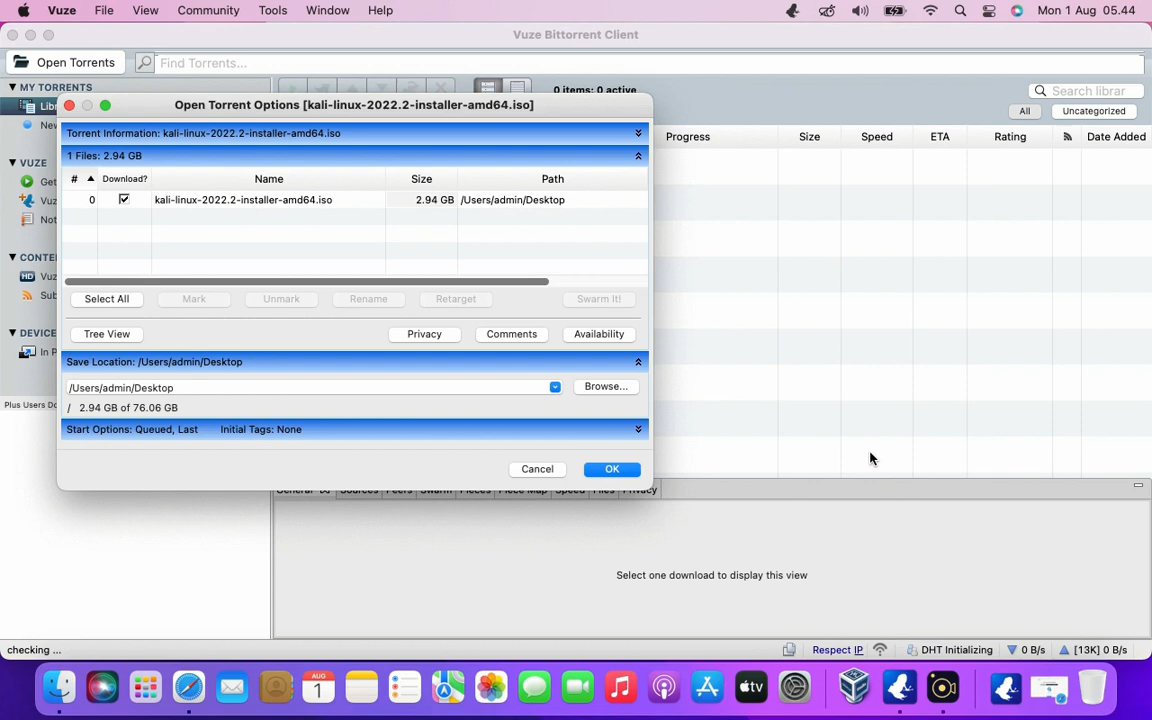 Vuze File View Community Tools Window Help Mon 1 Aug 05.44
Vuze Bittorrent Client
Open Torrents Find Torrents...
MY TORRENTS 0 items: 0 active Search librar
Lib
All Uncategorized
New
Progress Size Speed ETA Rating Date Added
VUZE
Get
Vuz
Not
CONTE
HD Vuz
Sub
DEVICE
In P
Plus Users Do
Open Torrent Options [kali-linux-2022.2-installer-amd64.iso]
Torrent Information: kali-linux-2022.2-installer-amd64.iso
1 Files: 2.94 GB
# Download? Name Size Path
0 kali-linux-2022.2-installer-amd64.iso 2.94 GB /Users/admin/Desktop
Select All Mark Unmark Rename Retarget Swarm It!
Tree View Privacy Comments Availability
Save Location: /Users/admin/Desktop
/Users/admin/Desktop Browse...
/ 2.94 GB of 76.06 GB
Start Options: Queued, Last Initial Tags: None
Cancel OK
General Sources Peers Swarm Pieces Piece Map Speed Files Privacy
Select one download to display this view
checking ... Respect IP DHT Initializing 0 B/s [13K] 0 B/s
AUG
1
tv